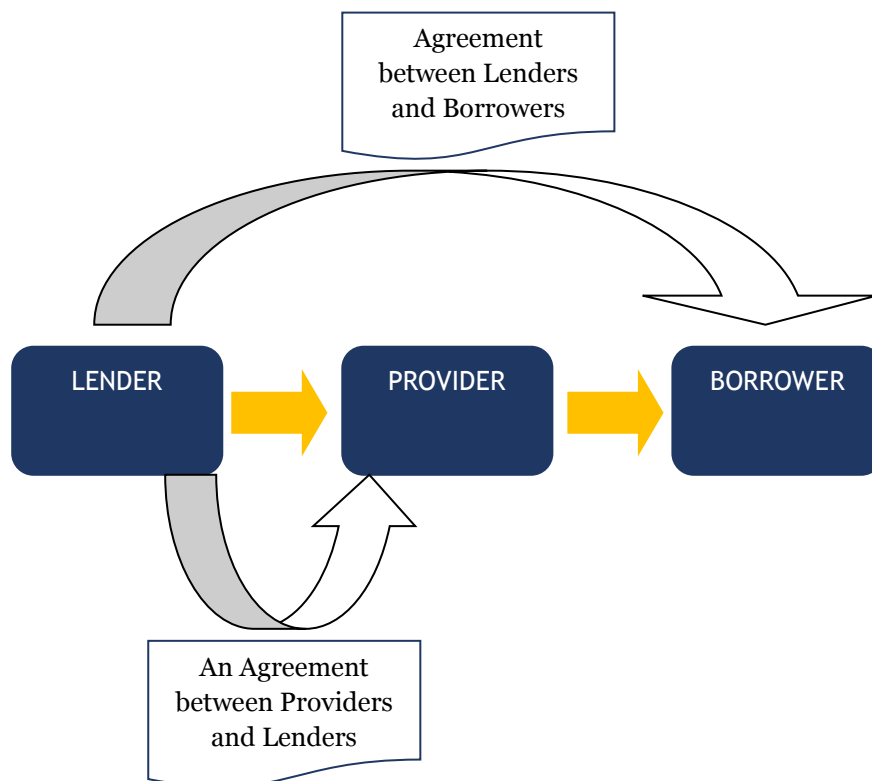 Agreement
between Lenders
and Borrowers
LENDER
PROVIDER
BORROWER
An Agreement
between Providers
and Lenders